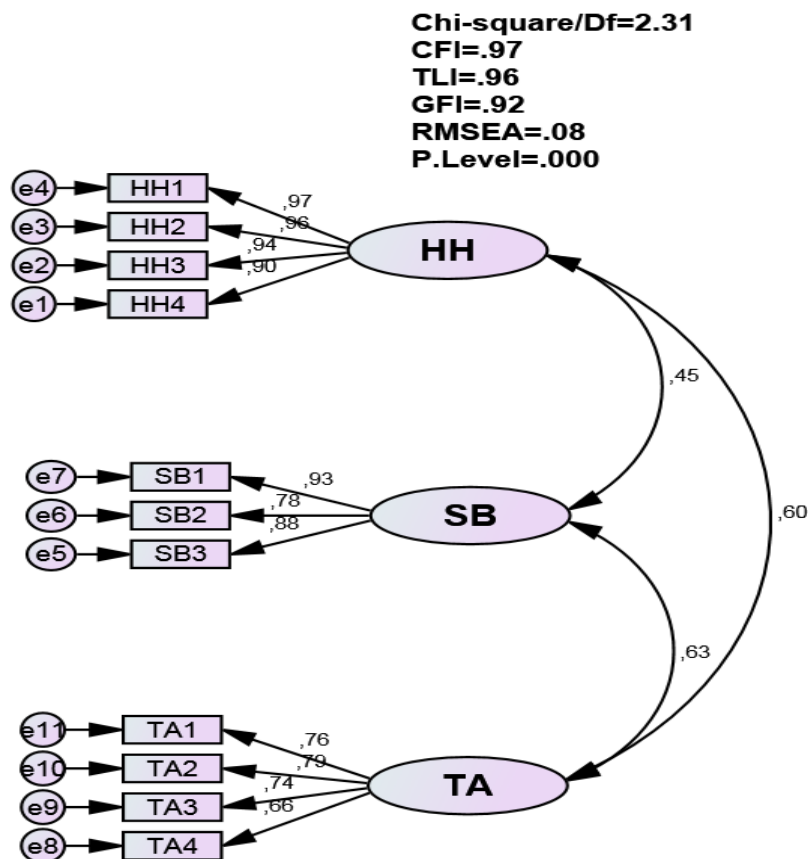 Chi-square/Df=2.31
CFI=.97
TLI=.96
GFI=.92
RMSEA=.08
P.Level=.000
e4 HH1 ,97
e3 HH2 ,96
e2 HH3 ,94
e1 HH4 ,90
HH
,45
,60
e7 SB1 ,93
e6 SB2 ,78
e5 SB3 ,88
SB
,63
e11 TA1 ,76
e10 TA2 ,79
e9 TA3 ,74
e8 TA4 ,66
TA